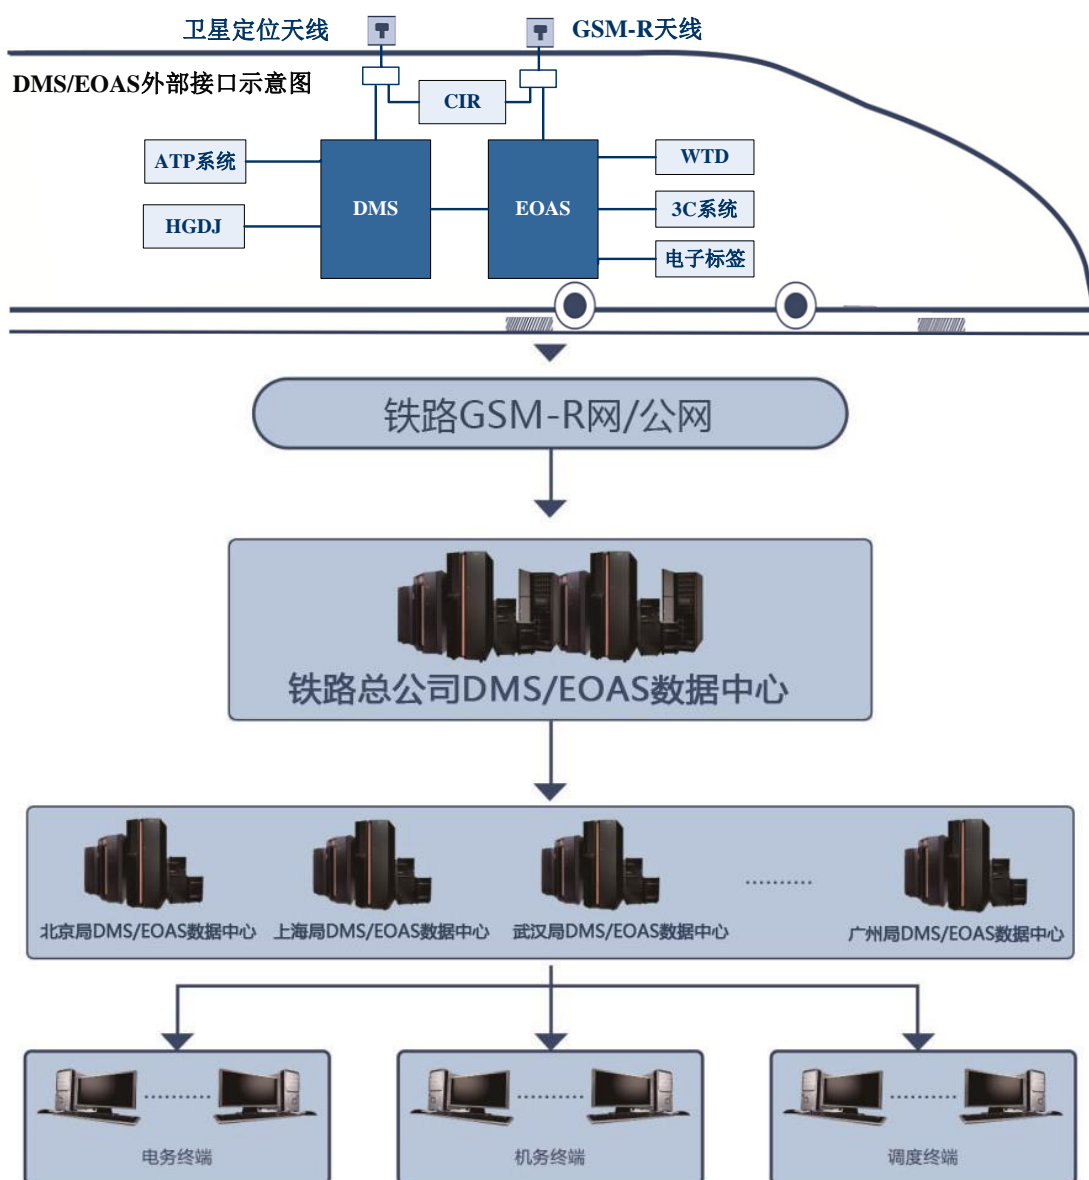 卫星定位天线
GSM-R天线
DMS/EOAS外部接口示意图
CIR
ATP系统
HGDJ
DMS
EOAS
WTD
3C系统
电子标签
铁路GSM-R网/公网
铁路总公司DMS/EOAS数据中心
..........
北京局DMS/EOAS数据中心
上海局DMS/EOAS数据中心
武汉局DMS/EOAS数据中心
广州局DMS/EOAS数据中心
..........
..........
..........
电务终端
机务终端
调度终端